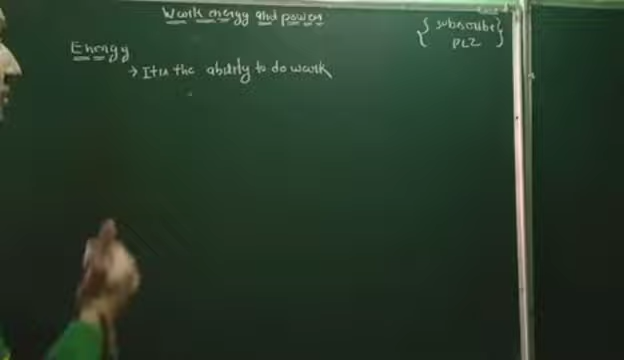 Work energy and power
{ subscribe }
PLZ
Energy
→ It is the ability to do work